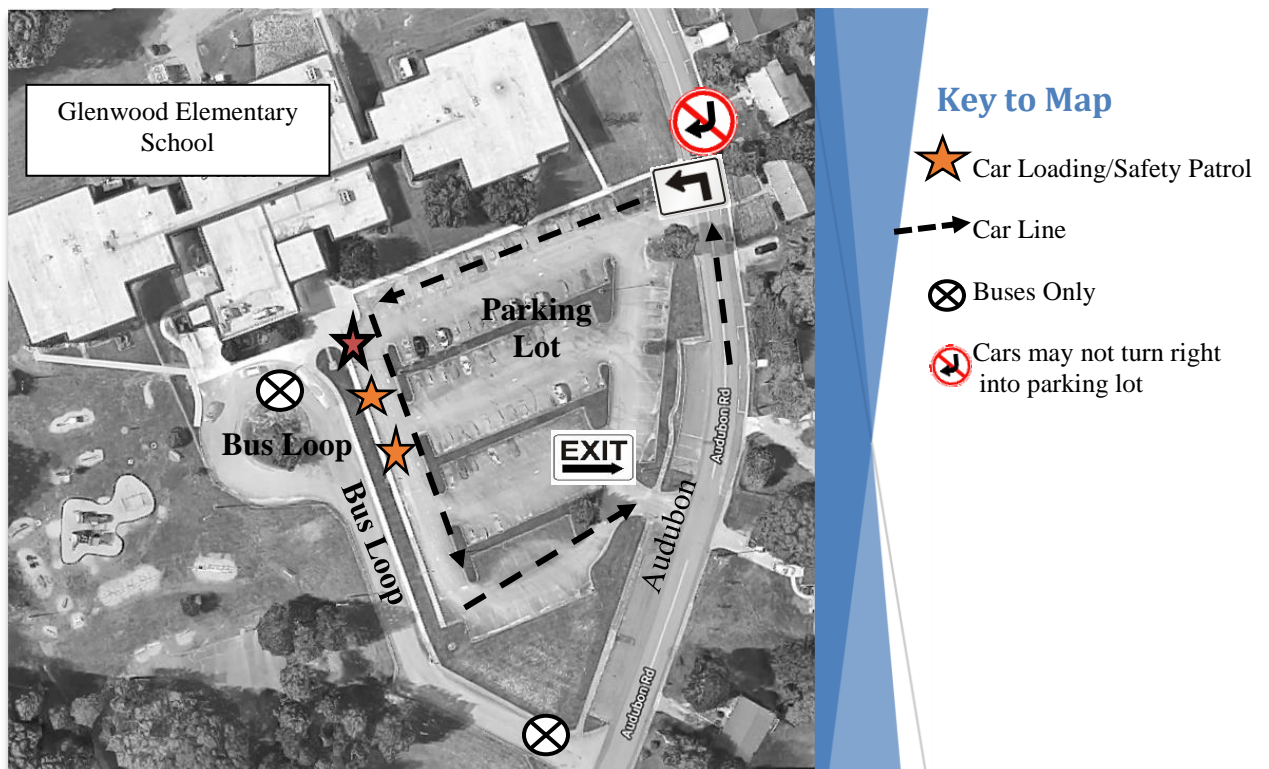 Glenwood Elementary
School
Key to Map
Car Loading/Safety Patrol
Car Line
Buses Only
Cars may not turn right
into parking lot
Parking
Lot
Bus Loop
Bus Loop
EXIT
Audubon
Audubon Rd
Audubon Rd